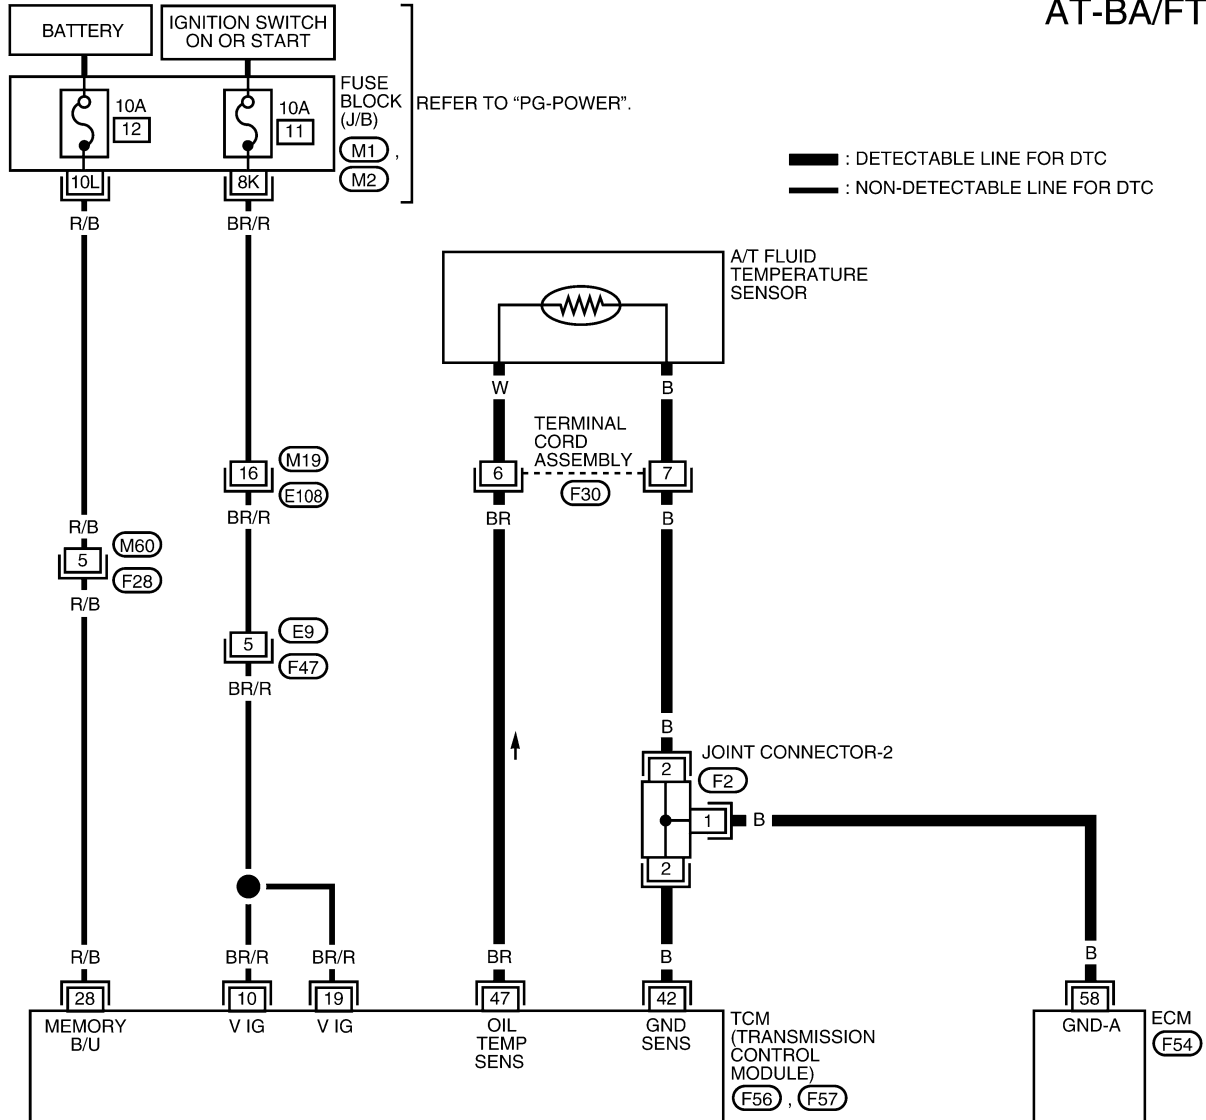 AT-BA/FT
BATTERY
IGNITION SWITCH
ON OR START
FUSE
BLOCK
(J/B)
M1 ,
M2
REFER TO “PG-POWER”.
10A
12
10A
11
10L
8K
R/B
BR/R
: DETECTABLE LINE FOR DTC
: NON-DETECTABLE LINE FOR DTC
A/T FLUID
TEMPERATURE
SENSOR
W
B
TERMINAL
CORD
ASSEMBLY
6
7
F30
BR
B
16
M19
E108
BR/R
R/B
5
M60
F28
R/B
5
E9
F47
BR/R
B
JOINT CONNECTOR-2
2
F2
1
B
2
R/B
BR/R
BR/R
BR
B
B
28
10
19
47
42
58
MEMORY
B/U
V IG
V IG
OIL
TEMP
SENS
GND
SENS
TCM
(TRANSMISSION
CONTROL
MODULE)
F56 , F57
GND-A
ECM
F54